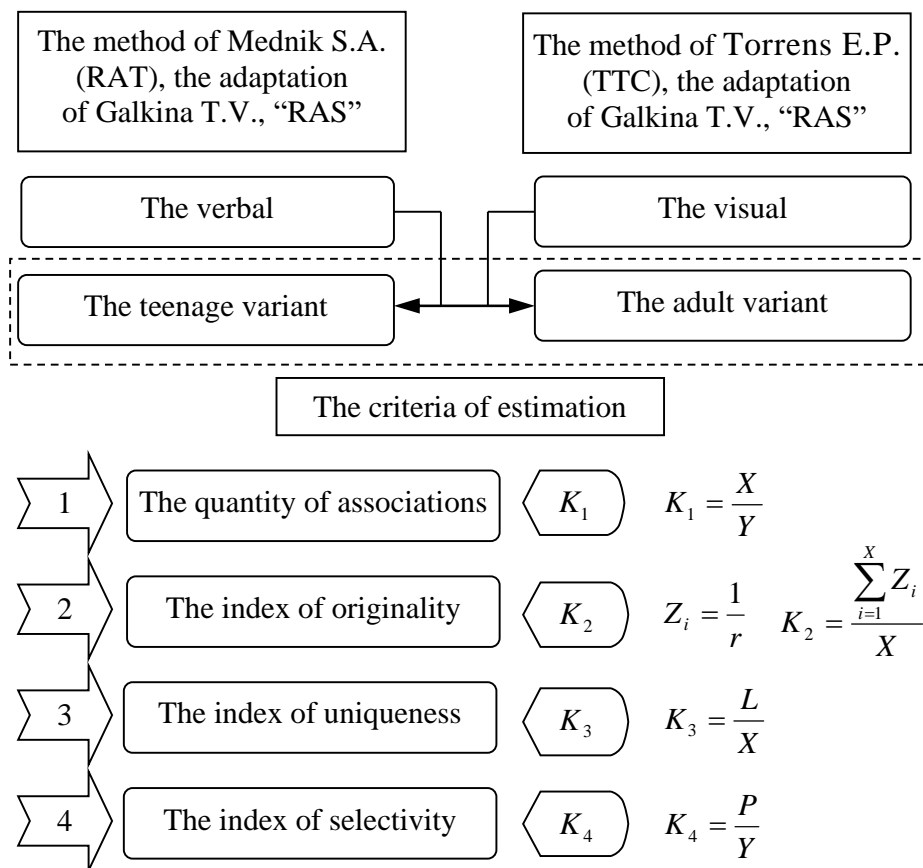 The method of Mednik S.A.
(RAT), the adaptation
of Galkina T.V., “RAS”
The method of Torrens E.P.
(TTC), the adaptation
of Galkina T.V., “RAS”
The verbal
The visual
The teenage variant
The adult variant
The criteria of estimation
1
The quantity of associations
K₁
K₁ = X/Y
2
The index of originality
K₂
Zᵢ = 1/r
K₂ = ∑_{i=1}^{X} Zᵢ / X
3
The index of uniqueness
K₃
K₃ = L/X
4
The index of selectivity
K₄
K₄ = P/Y